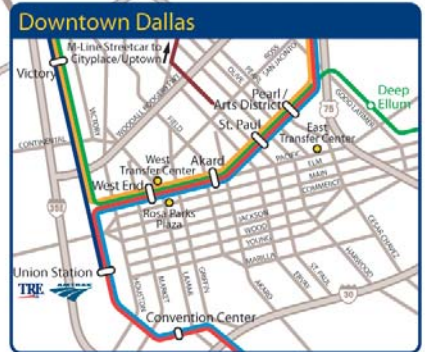 Downtown Dallas
M-Line Streetcar to
Cityplace/Uptown
Victory
ROSS
SAN JACINTO
OLIVE
PEARL
Pearl/
Arts District
75
GOOD LATIMER
Deep
Ellum
VICTORY
WOODALL RODGERS FRWY
FIELD
St. Paul
East
Transfer Center
CONTINENTAL
West
Transfer Center
Akard
PACIFIC
ELM
MAIN
COMMERCE
West End
Rosa Parks
Plaza
35E
JACKSON
WOOD
YOUNG
MARILLA
CESAR CHAVEZ
Union Station
TRE
AMTRAK
HOUSTON
MARKET
LAMAR
GRIFFIN
AKARD
ERVAY
ST. PAUL
HARWOOD
30
Convention Center